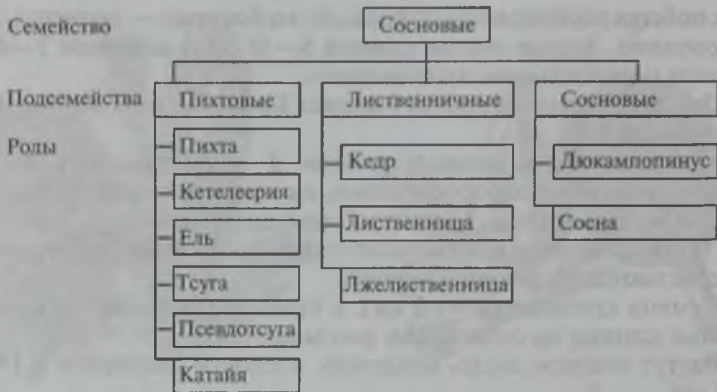 Семейство Сосновые
Подсемейства Пихтовые Лиственничные Сосновые
Роды Пихта
Кедр Дюкампопинус
Кетелеерия
Лиственница Сосна
Ель
Тсуга Лжелиственница
Псевдотсуга
Катайя